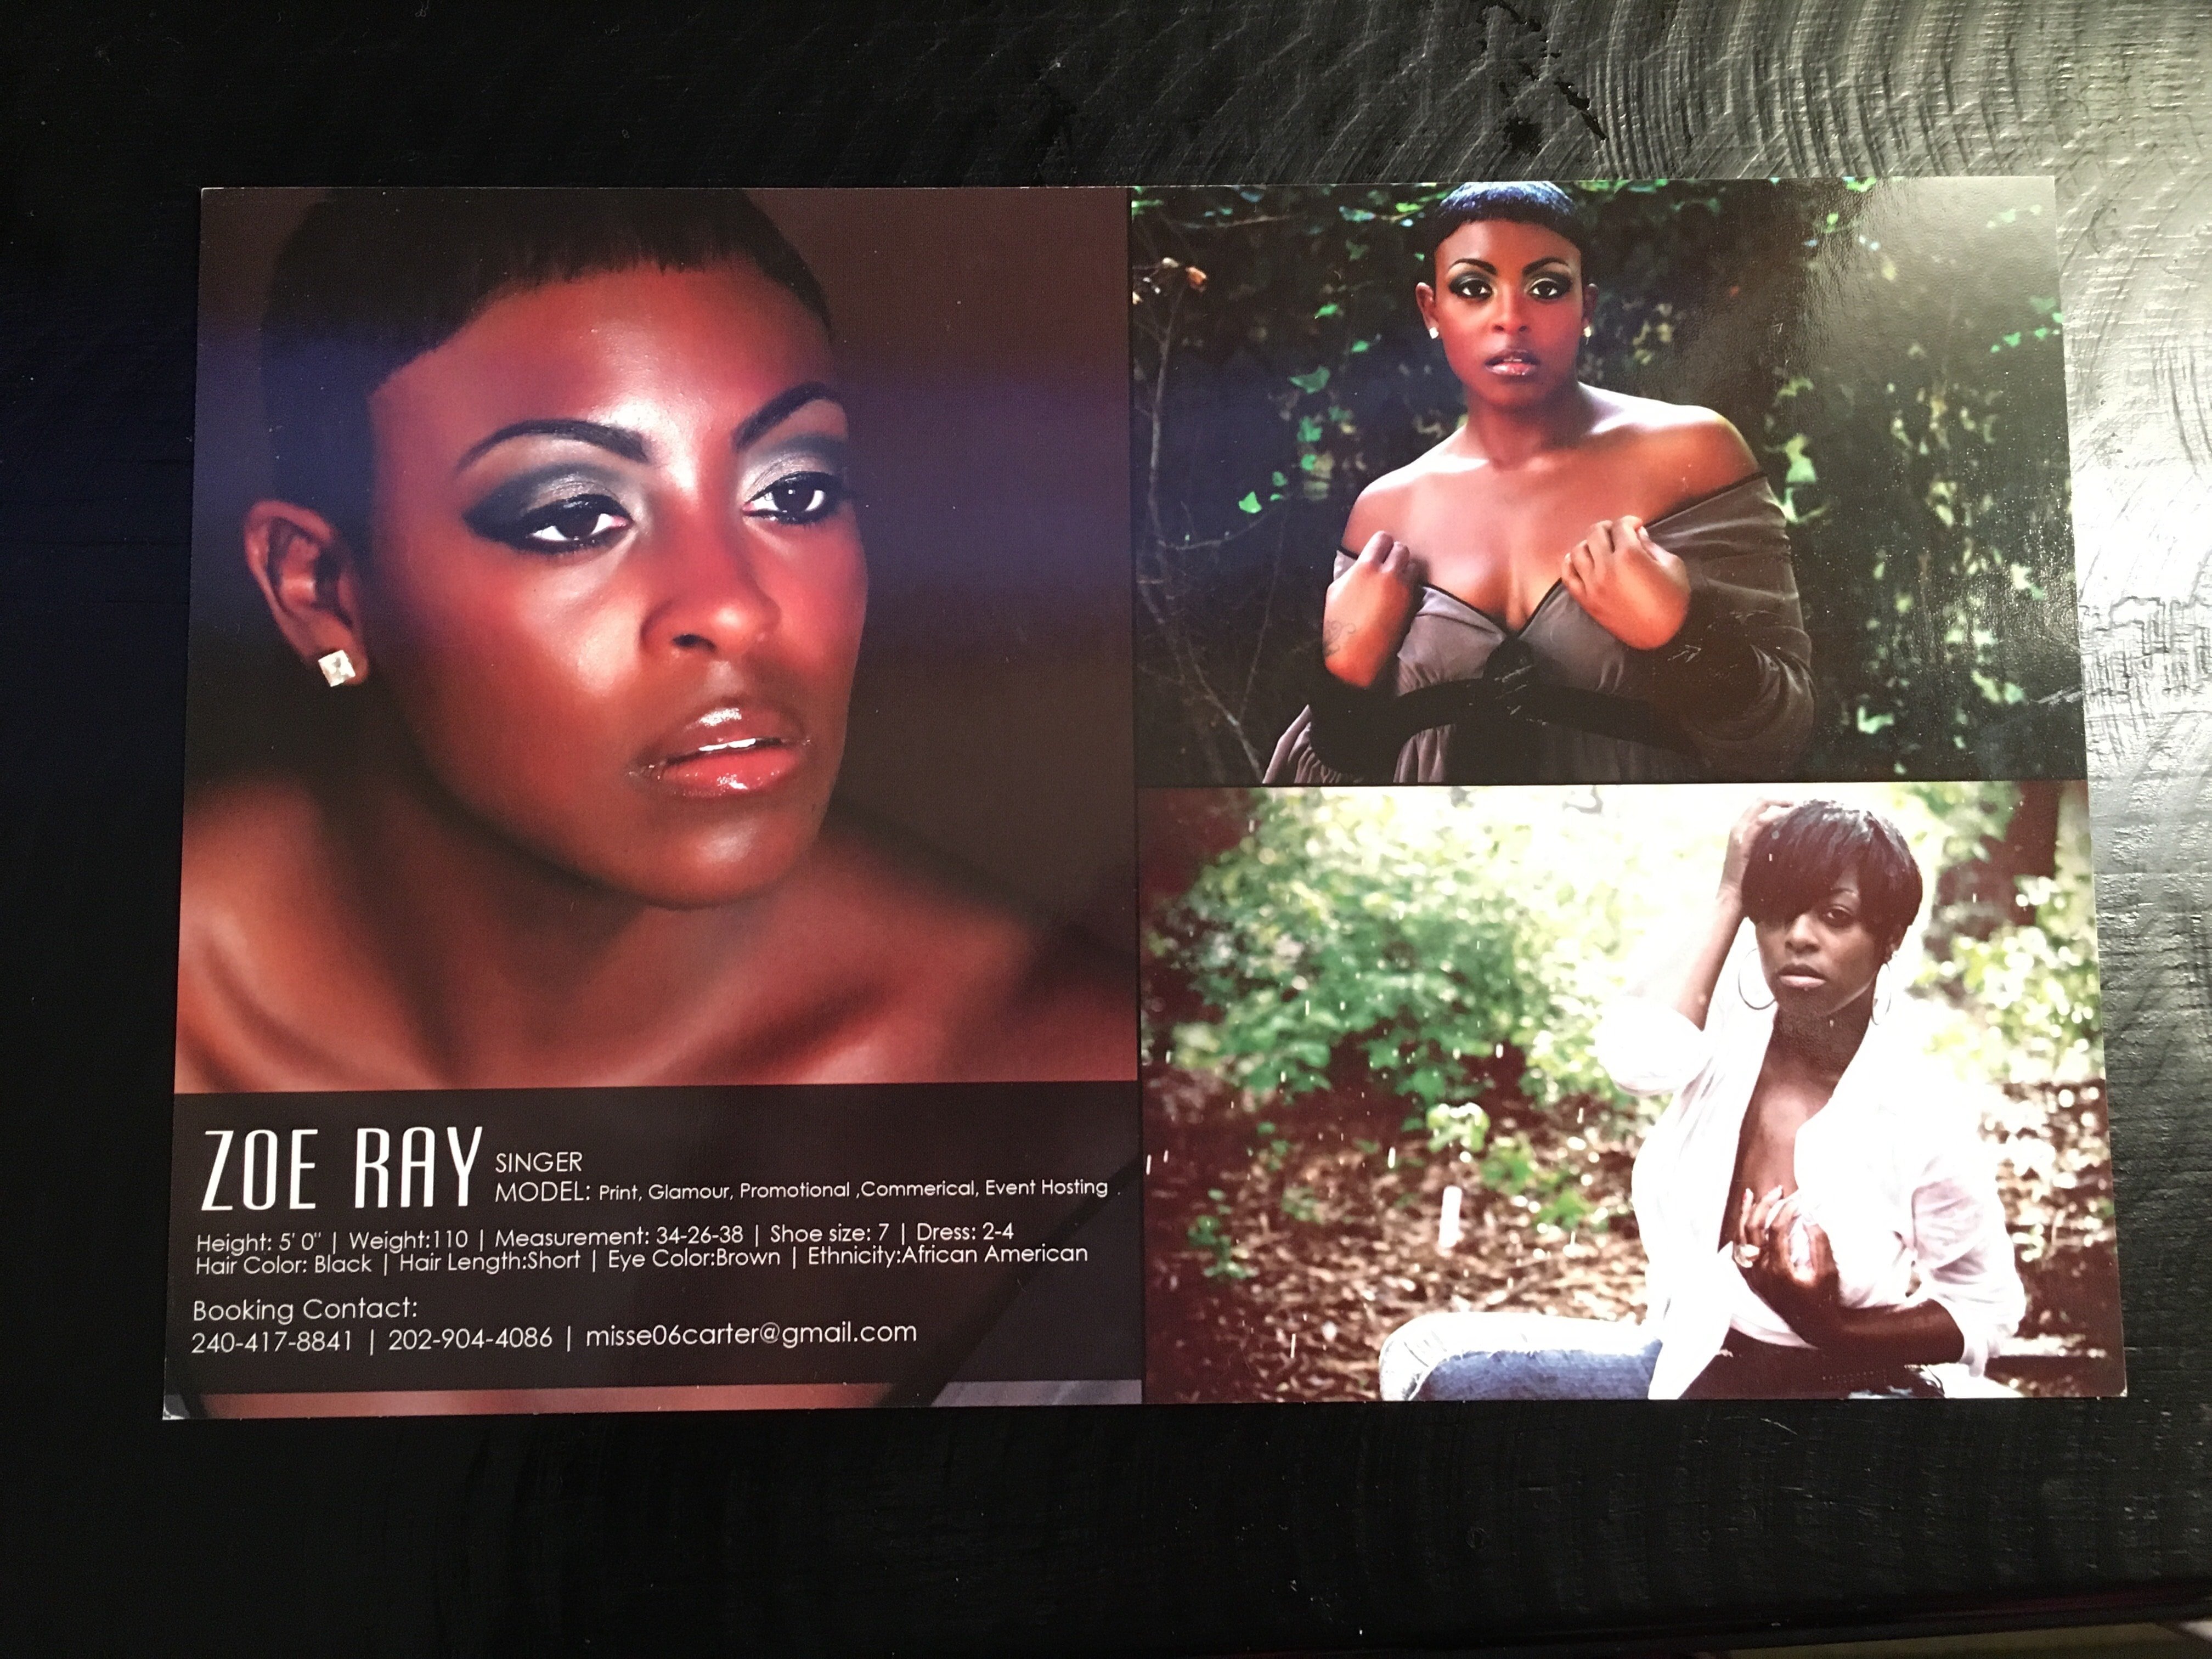 ZOE RAY SINGER
MODEL: Print, Glamour, Promotional ,Commerical, Event Hosting
Height: 5' 0" | Weight:110 | Measurement: 34-26-38 | Shoe size: 7 | Dress: 2-4
Hair Color: Black | Hair Length:Short | Eye Color:Brown | Ethnicity:African American
Booking Contact:
240-417-8841 | 202-904-4086 | misse06carter@gmail.com